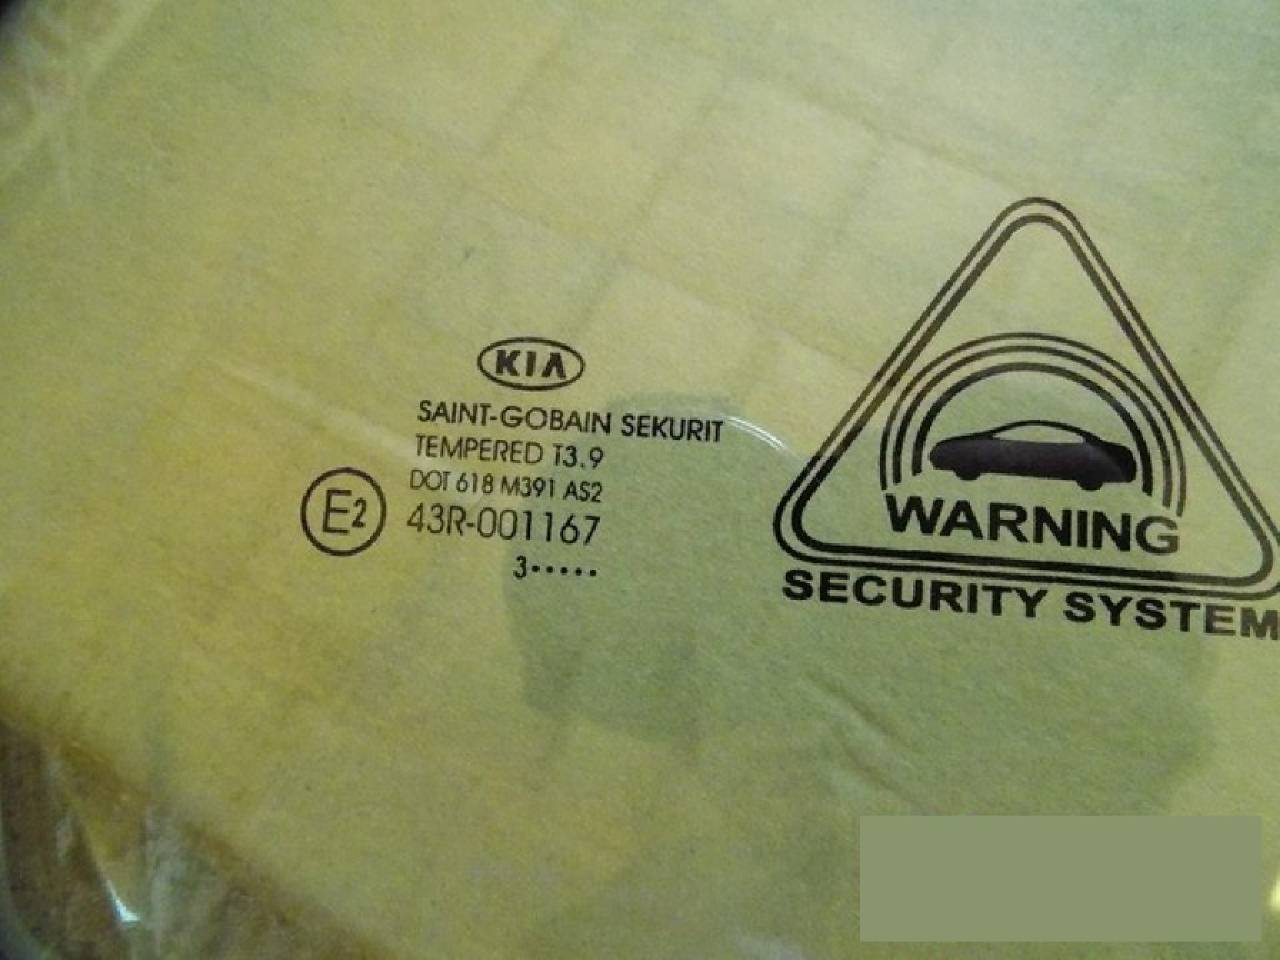 KIA
SAINT-GOBAIN SEKURIT
TEMPERED T3.9
DOT 618 M391 AS2
E2 43R-001167
3•••••
WARNING
SECURITY SYSTEM